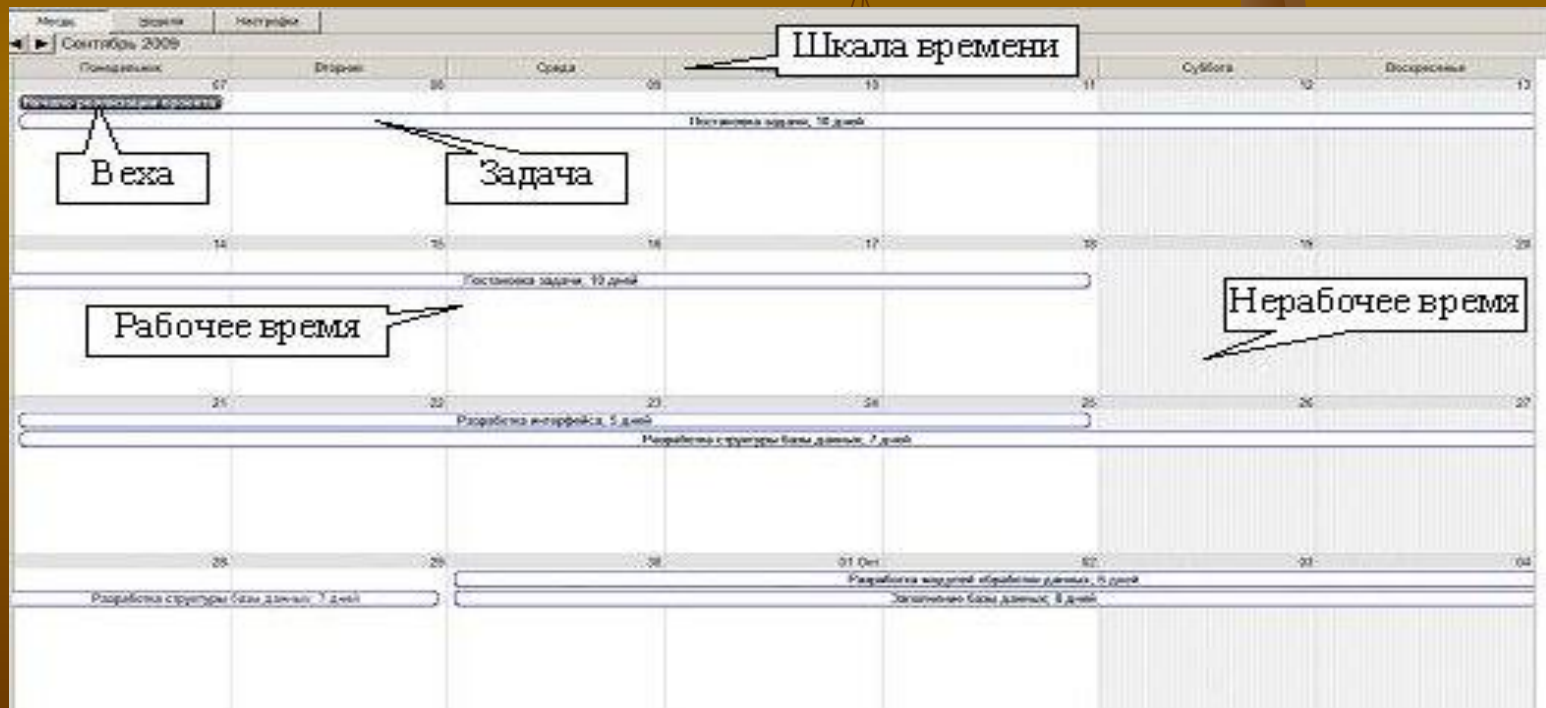 Месяц Неделя Настройка
Сентябрь 2009
Шкала времени
Понедельник Вторник Среда Суббота Воскресенье
07 08 09 10 11 12 13
Начало реализации проекта
Постановка задачи, 10 дней
Веха
Задача
14 15 16 17 18 19 20
Постановка задачи, 10 дней
Рабочее время
Нерабочее время
21 22 23 24 25 26 27
Разработка интерфейса, 5 дней
Разработка структуры базы данных, 7 дней
28 29 30 01 Окт 02 03 04
Разработка модулей обработки данных, 6 дней
Разработка структуры базы данных, 7 дней
Заполнение базы данных, 8 дней